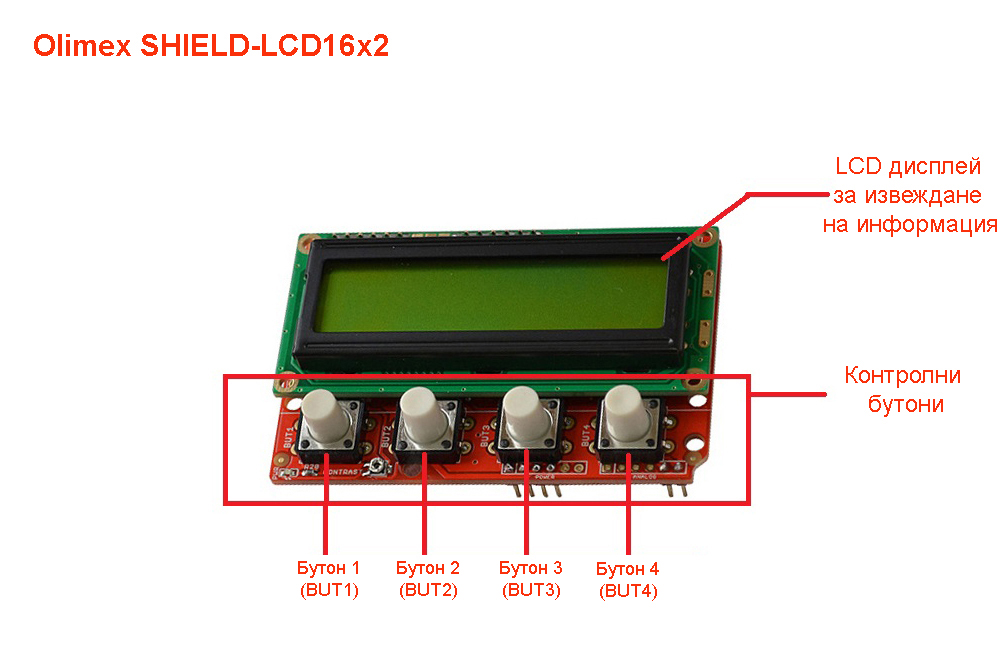 Olimex SHIELD-LCD16x2
LCD дисплей
за извеждане
на информация
Контролни
бутони
BUT1
BUT2
BUT3
BUT4
R20
CONTRAST
POWER
ANALOG
Бутон 1
(BUT1)
Бутон 2
(BUT2)
Бутон 3
(BUT3)
Бутон 4
(BUT4)